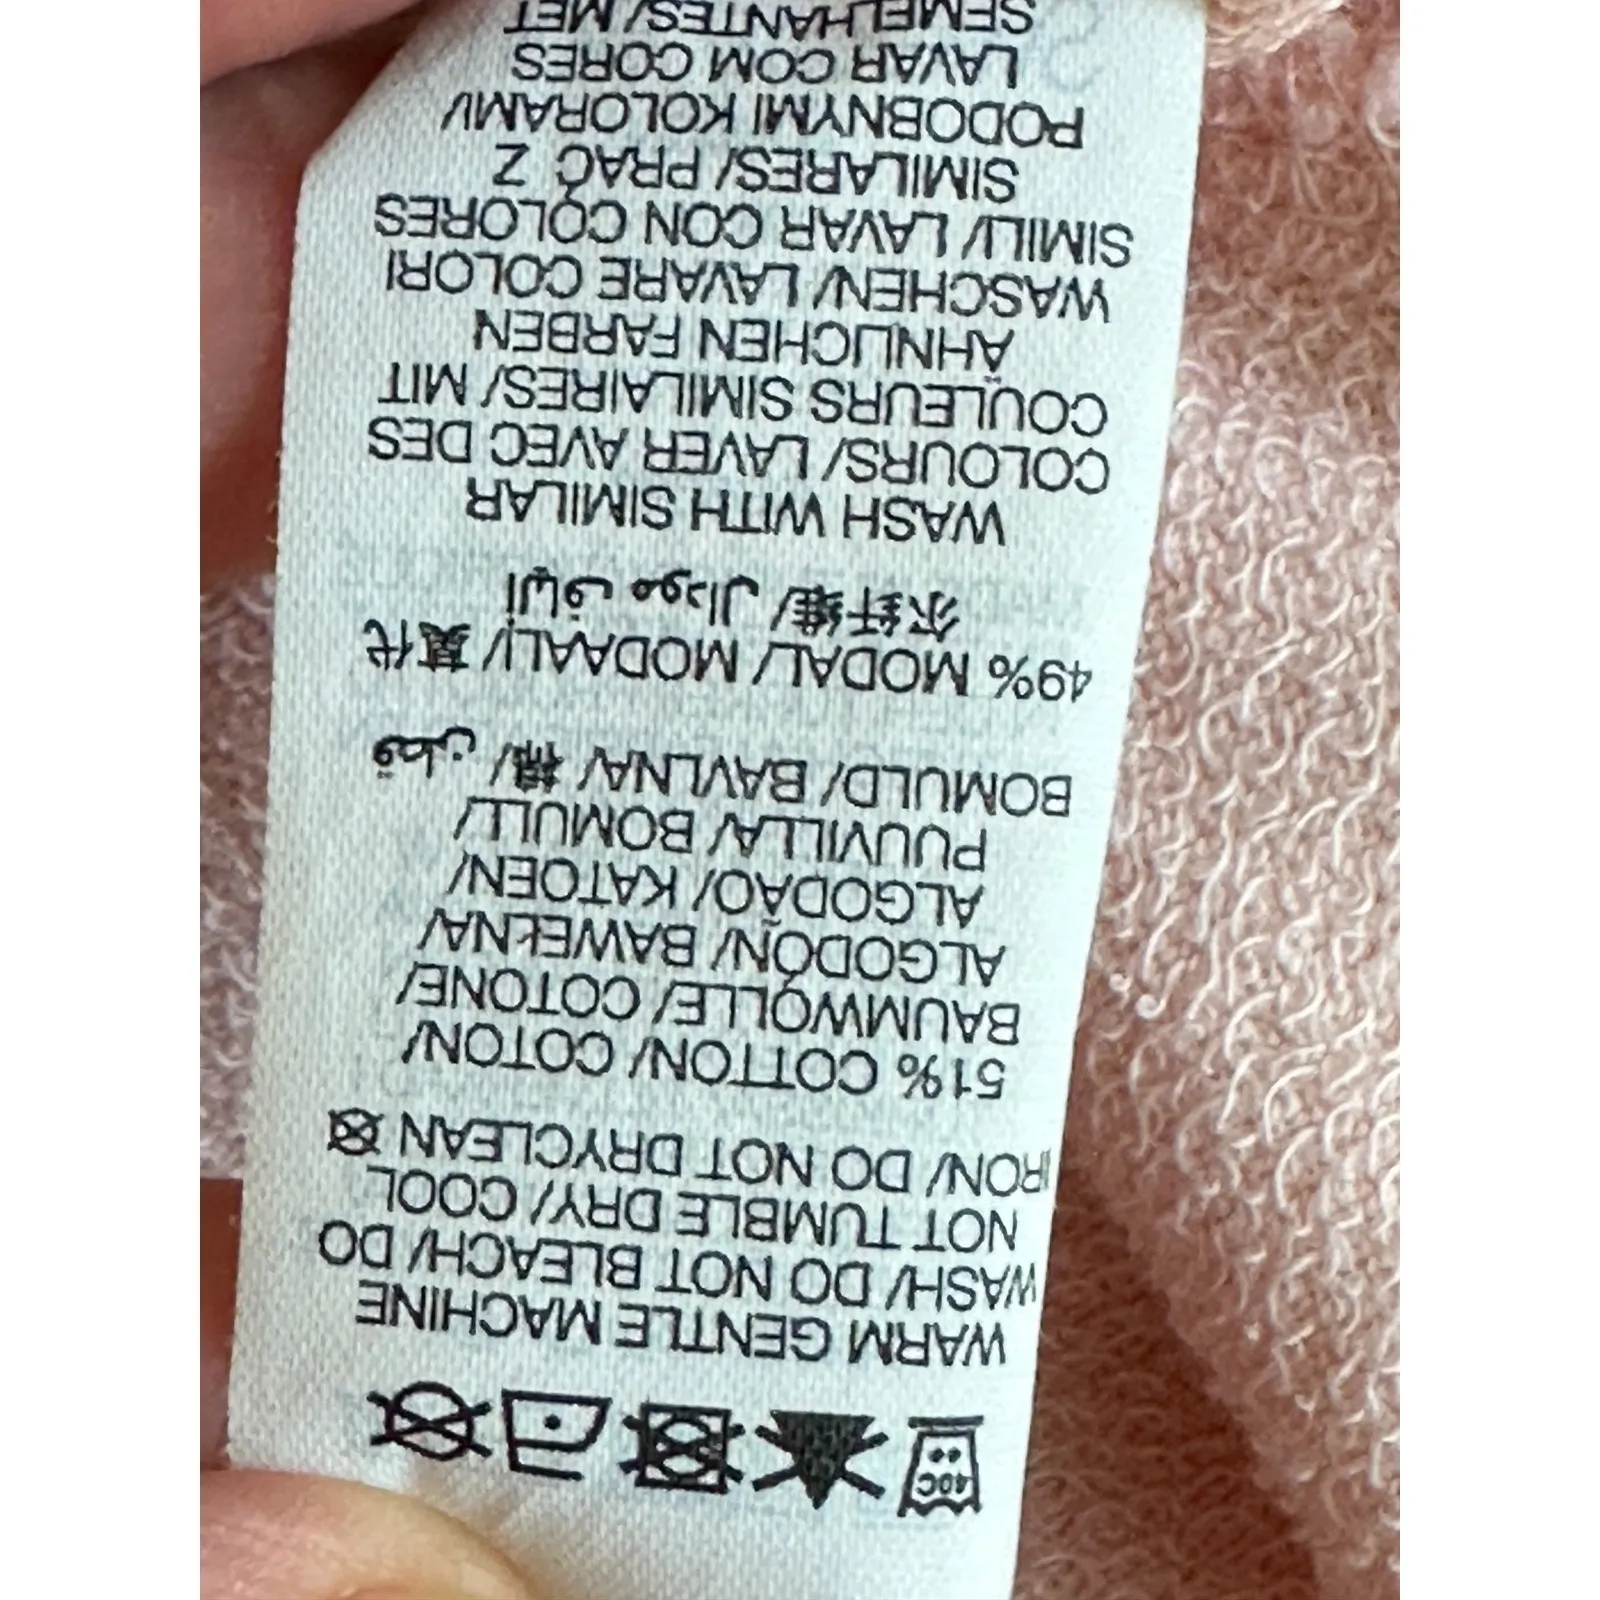 40C
WARM GENTLE MACHINE
WASH/ DO NOT BLEACH/ DO
NOT TUMBLE DRY/ COOL
IRON/ DO NOT DRYCLEAN
51% COTTON/ COTON/
BAUMWOLLE/ COTONE/
ALGODÓN/ BAWEŁNA/
ALGODÃO/ KATOEN/
PUUVILLA/ BOMULL/
BOMULD/ BAVLNA/ 棉/ قطن
49% MODAL/ MODAAL/ 莫代
尔纤维/ الياف مودال
WASH WITH SIMILAR
COLOURS/ LAVER AVEC DES
COULEURS SIMILAIRES/ MIT
ÄHNLICHEN FARBEN
WASCHEN/ LAVARE COLORI
SIMILI/ LAVAR CON COLORES
SIMILARES/ PRAĆ Z
PODOBNYMI KOLORAMI/
LAVAR COM CORES
SEMELHANTES/ MET